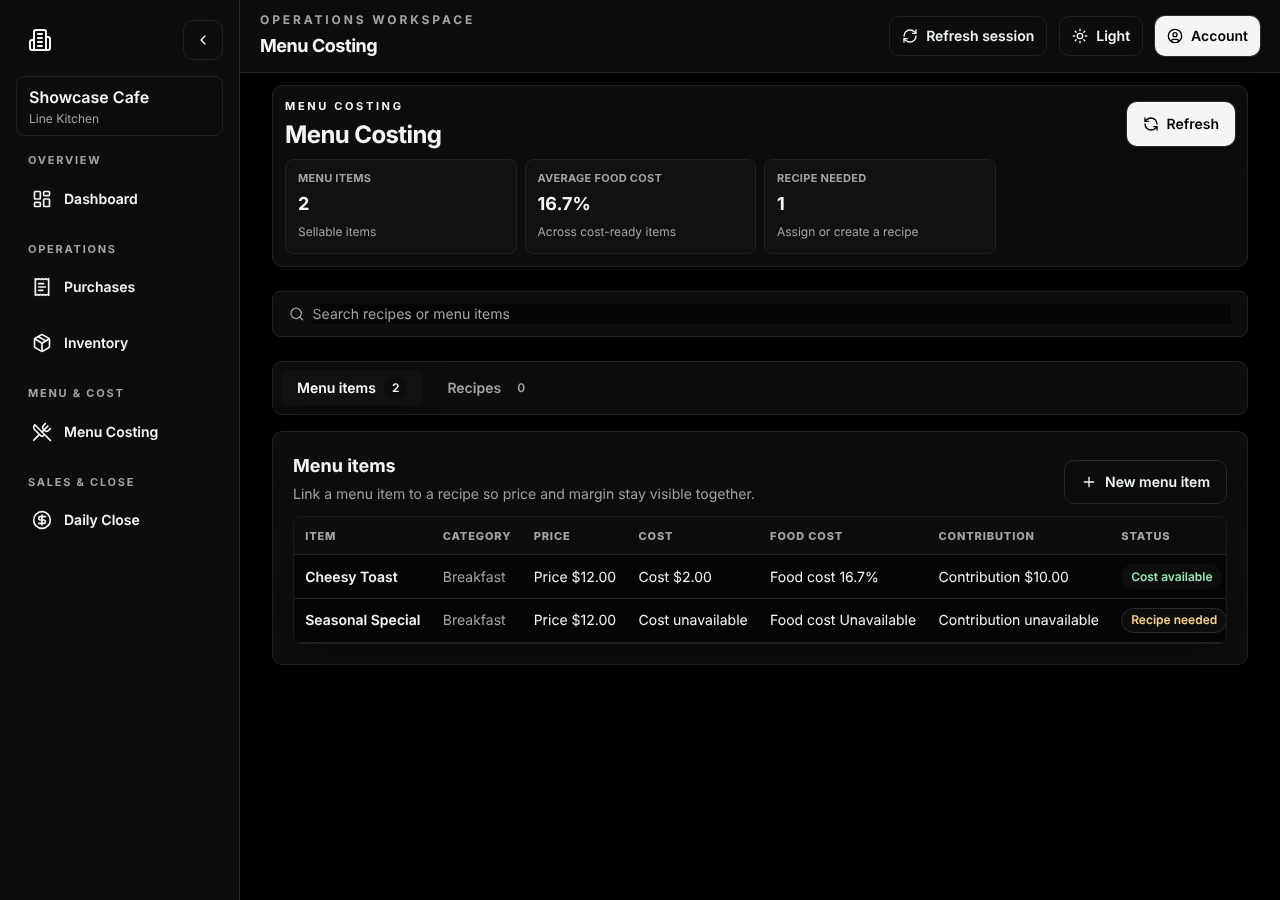 OPERATIONS WORKSPACE
Menu Costing
Refresh session
Light
Account
Showcase Cafe
Line Kitchen
OVERVIEW
Dashboard
OPERATIONS
Purchases
Inventory
MENU & COST
Menu Costing
SALES & CLOSE
Daily Close
MENU COSTING
Menu Costing
Refresh
MENU ITEMS
2
Sellable items
AVERAGE FOOD COST
16.7%
Across cost-ready items
RECIPE NEEDED
1
Assign or create a recipe
Search recipes or menu items
Menu items 2 Recipes 0
Menu items
Link a menu item to a recipe so price and margin stay visible together.
New menu item
ITEM CATEGORY PRICE COST FOOD COST CONTRIBUTION STATUS
Cheesy Toast Breakfast Price $12.00 Cost $2.00 Food cost 16.7% Contribution $10.00 Cost available
Seasonal Special Breakfast Price $12.00 Cost unavailable Food cost Unavailable Contribution unavailable Recipe needed